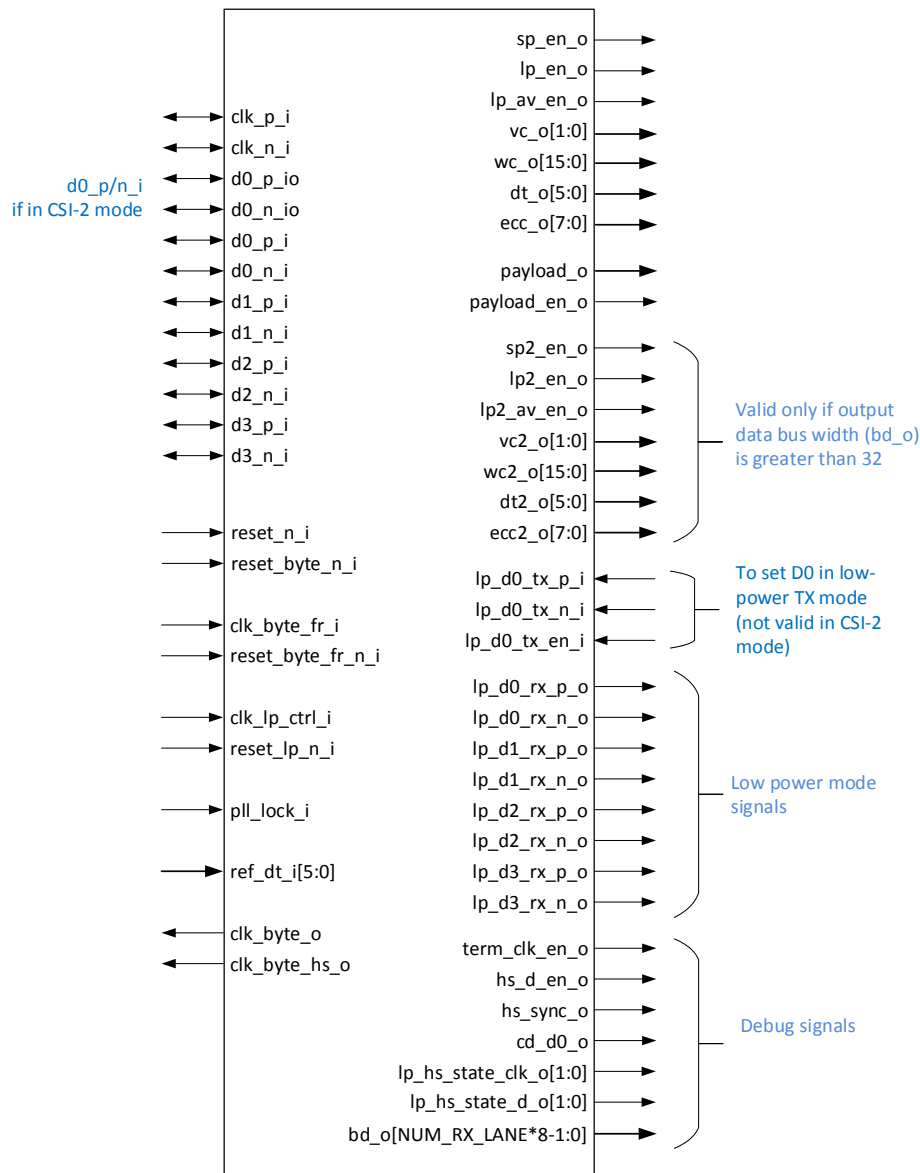 d0_p/n_i
if in CSI-2 mode
clk_p_i
clk_n_i
d0_p_io
d0_n_io
d0_p_i
d0_n_i
d1_p_i
d1_n_i
d2_p_i
d2_n_i
d3_p_i
d3_n_i
reset_n_i
reset_byte_n_i
clk_byte_fr_i
reset_byte_fr_n_i
clk_lp_ctrl_i
reset_lp_n_i
pll_lock_i
ref_dt_i[5:0]
clk_byte_o
clk_byte_hs_o
sp_en_o
lp_en_o
lp_av_en_o
vc_o[1:0]
wc_o[15:0]
dt_o[5:0]
ecc_o[7:0]
payload_o
payload_en_o
sp2_en_o
lp2_en_o
lp2_av_en_o
vc2_o[1:0]
wc2_o[15:0]
dt2_o[5:0]
ecc2_o[7:0]
Valid only if output
data bus width (bd_o)
is greater than 32
lp_d0_tx_p_i
lp_d0_tx_n_i
lp_d0_tx_en_i
To set D0 in low-
power TX mode
(not valid in CSI-2
mode)
lp_d0_rx_p_o
lp_d0_rx_n_o
lp_d1_rx_p_o
lp_d1_rx_n_o
lp_d2_rx_p_o
lp_d2_rx_n_o
lp_d3_rx_p_o
lp_d3_rx_n_o
Low power mode
signals
term_clk_en_o
hs_d_en_o
hs_sync_o
cd_d0_o
lp_hs_state_clk_o[1:0]
lp_hs_state_d_o[1:0]
bd_o[NUM_RX_LANE*8-1:0]
Debug signals